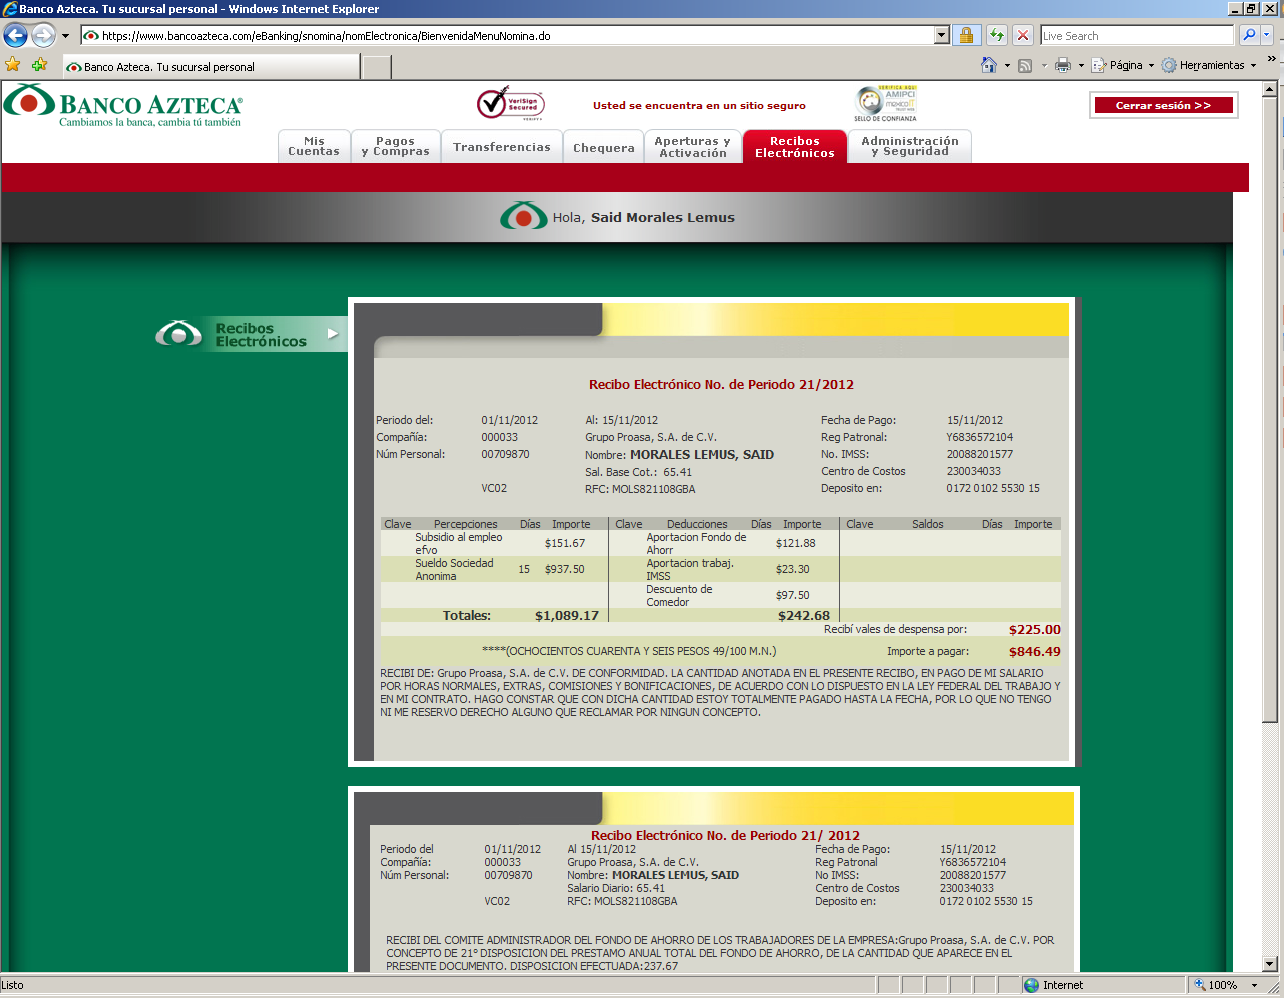 Banco Azteca. Tu sucursal personal - Windows Internet Explorer
https://www.bancoazteca.com/eBanking/snomina/nomElectronica/BienvenidaMenuNomina.do
Live Search
Banco Azteca. Tu sucursal personal
Página
Herramientas
BANCO AZTECA
Cambiamos la banca, cambia tú también
VeriSign Secured
VERIFY
Usted se encuentra en un sitio seguro
VERIFICA AQUI
AMIPCI
SELLO DE CONFIANZA
Cerrar sesión >>
Mis Cuentas
Pagos y Compras
Transferencias
Chequera
Aperturas y Activación
Recibos Electrónicos
Administración y Seguridad
Hola, Said Morales Lemus
Recibos
Electrónicos
Recibo Electrónico No. de Periodo 21/2012
Periodo del: 01/11/2012 Al: 15/11/2012 Fecha de Pago: 15/11/2012
Compañía: 000033 Grupo Proasa, S.A. de C.V. Reg Patronal: Y6836572104
Núm Personal: 00709870 Nombre: MORALES LEMUS, SAID No. IMSS: 20088201577
Sal. Base Cot.: 65.41 Centro de Costos 230034033
VC02 RFC: MOLS821108GBA Deposito en: 0172 0102 5530 15
Clave Percepciones Días Importe Clave Deducciones Días Importe Clave Saldos Días Importe
Subsidio al empleo efvo $151.67 Aportacion Fondo de Ahorr $121.88
Sueldo Sociedad Anonima 15 $937.50 Aportacion trabaj. IMSS $23.30
Descuento de Comedor $97.50
Totales: $1,089.17 $242.68
Recibí vales de despensa por: $225.00
****(OCHOCIENTOS CUARENTA Y SEIS PESOS 49/100 M.N.) Importe a pagar: $846.49
RECIBI DE: Grupo Proasa, S.A. de C.V. DE CONFORMIDAD. LA CANTIDAD ANOTADA EN EL PRESENTE RECIBO, EN PAGO DE MI SALARIO
POR HORAS NORMALES, EXTRAS, COMISIONES Y BONIFICACIONES, DE ACUERDO CON LO DISPUESTO EN LA LEY FEDERAL DEL TRABAJO Y
EN MI CONTRATO. HAGO CONSTAR QUE CON DICHA CANTIDAD ESTOY TOTALMENTE PAGADO HASTA LA FECHA, POR LO QUE NO TENGO
NI ME RESERVO DERECHO ALGUNO QUE RECLAMAR POR NINGUN CONCEPTO.
Recibo Electrónico No. de Periodo 21/ 2012
Periodo del 01/11/2012 Al 15/11/2012 Fecha de Pago: 15/11/2012
Compañía: 000033 Grupo Proasa, S.A. de C.V. Reg Patronal Y6836572104
Núm Personal: 00709870 Nombre: MORALES LEMUS, SAID No IMSS: 20088201577
Salario Diario: 65.41 Centro de Costos 230034033
VC02 RFC: MOLS821108GBA Deposito en: 0172 0102 5530 15
RECIBI DEL COMITE ADMINISTRADOR DEL FONDO DE AHORRO DE LOS TRABAJADORES DE LA EMPRESA:Grupo Proasa, S.A. de C.V. POR
CONCEPTO DE 21º DISPOSICION DEL PRESTAMO ANUAL TOTAL DEL FONDO DE AHORRO, DE LA CANTIDAD QUE APARECE EN EL
PRESENTE DOCUMENTO. DISPOSICION EFECTUADA:237.67
Listo
Internet
100%